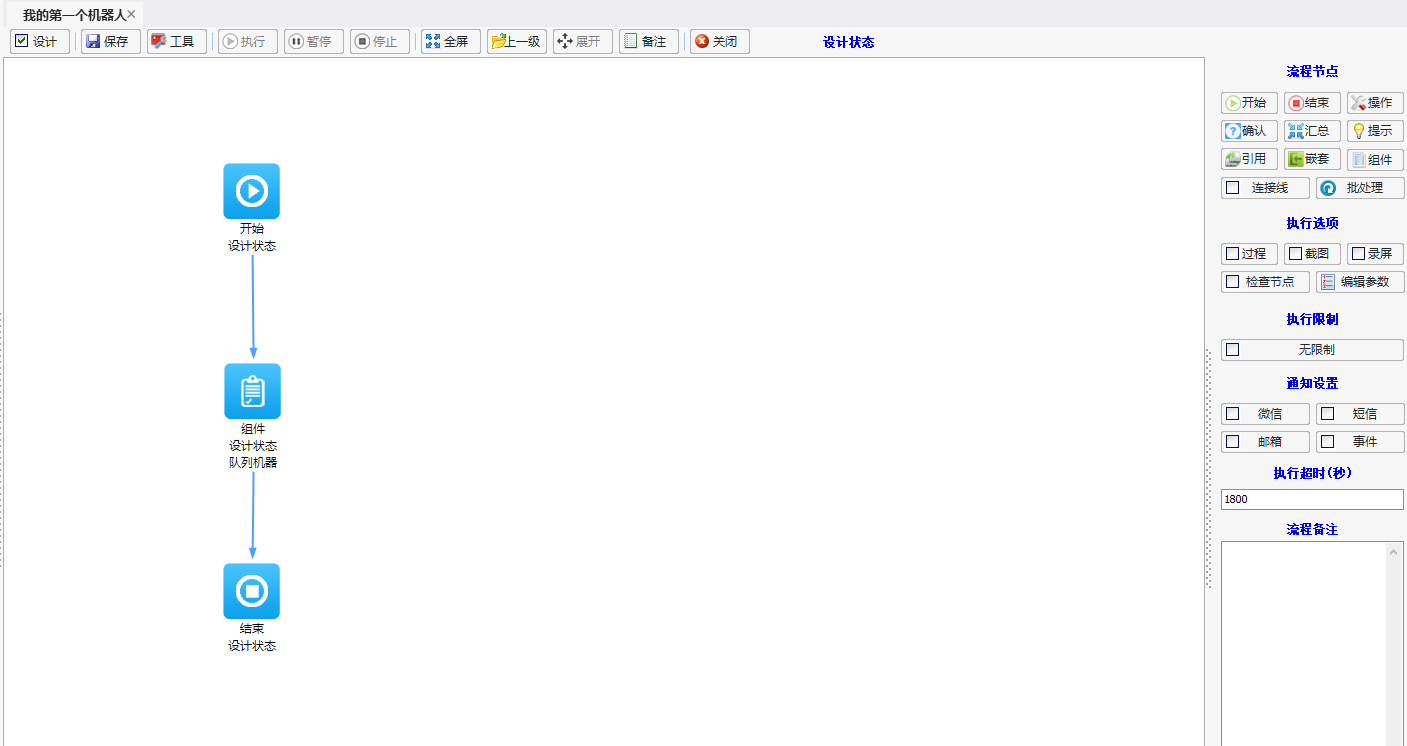 我的第一个机器人
设计 保存 工具 执行 暂停 停止 全屏 上一级 展开 备注 关闭 设计状态
开始
设计状态
组件
设计状态
队列机器
结束
设计状态
流程节点
开始 结束 操作
确认 汇总 提示
引用 嵌套 组件
连接线 批处理
执行选项
过程 截图 录屏
检查节点 编辑参数
执行限制
无限制
通知设置
微信 短信
邮箱 事件
执行超时(秒)
1800
流程备注